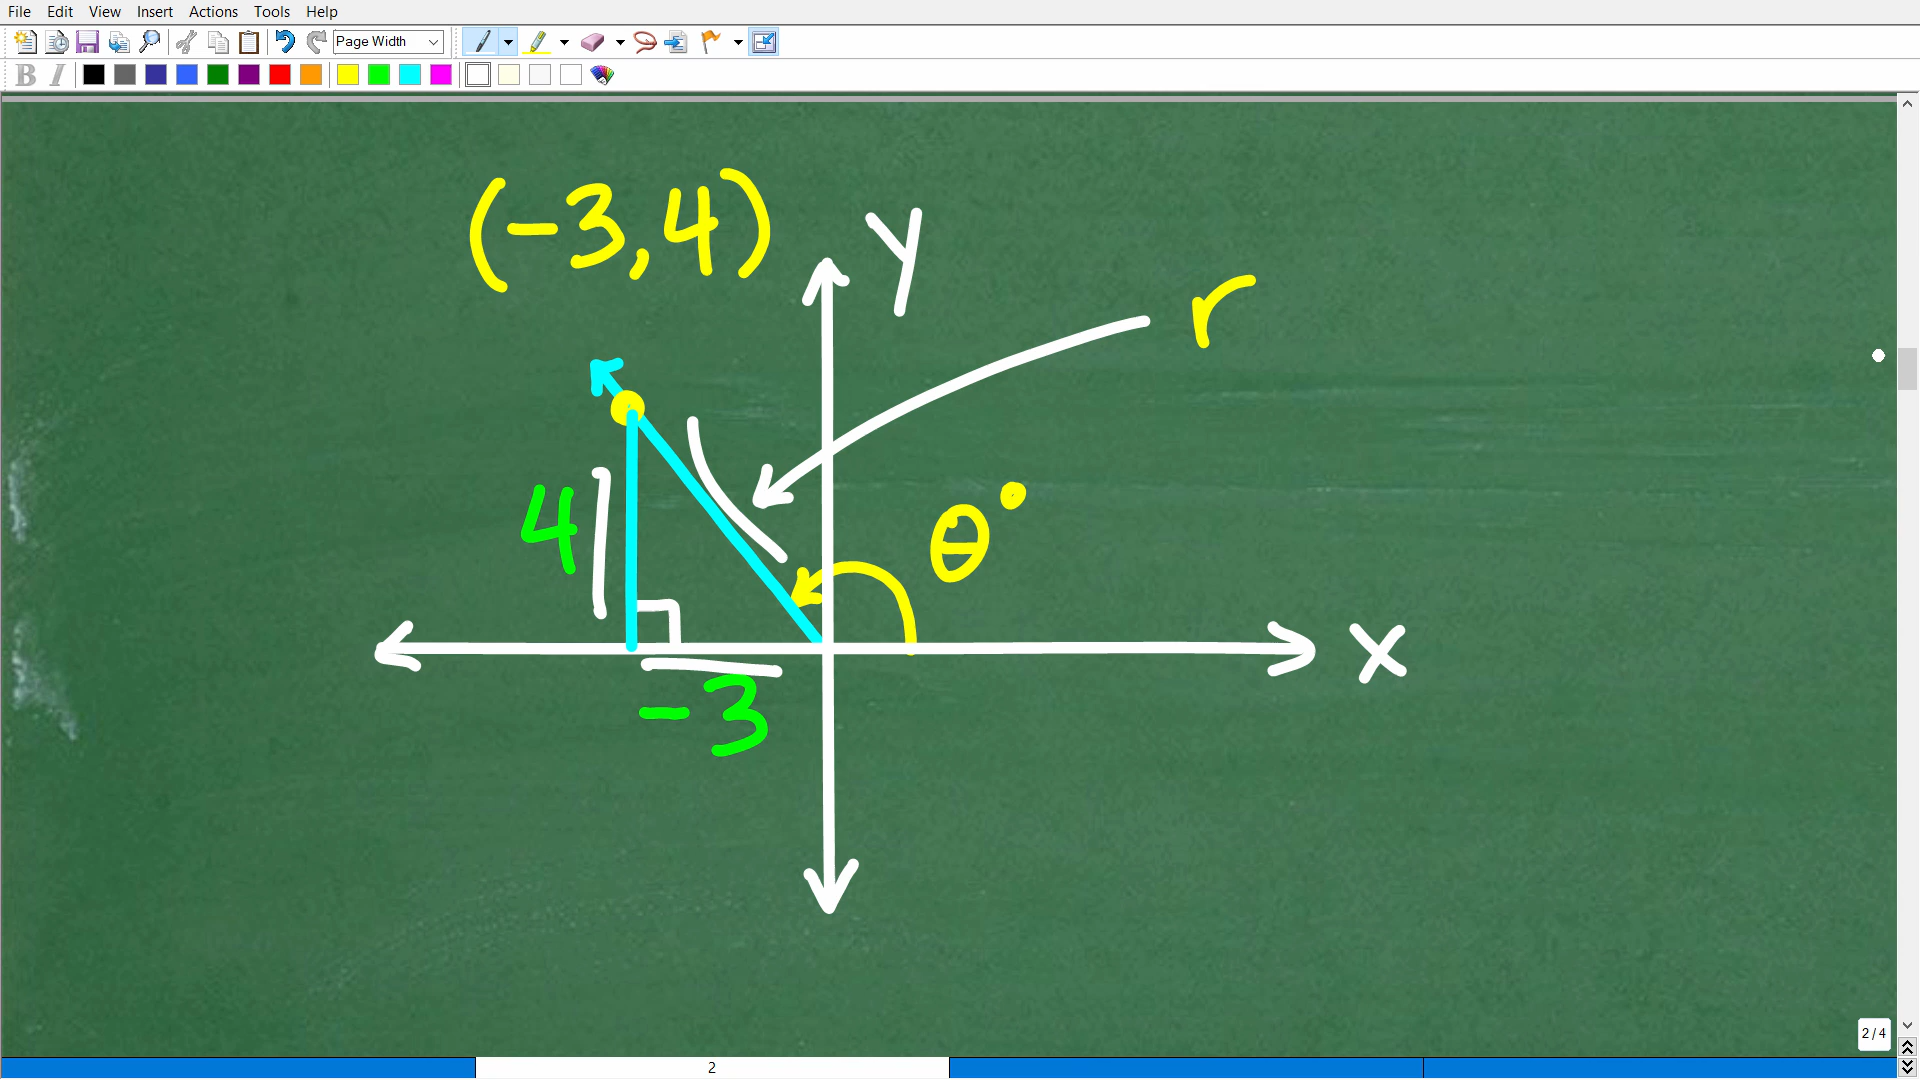 File Edit View Insert Actions Tools Help
Page Width
B I
(-3,4)
y
r
4
θ°
x
-3
2 / 4
2